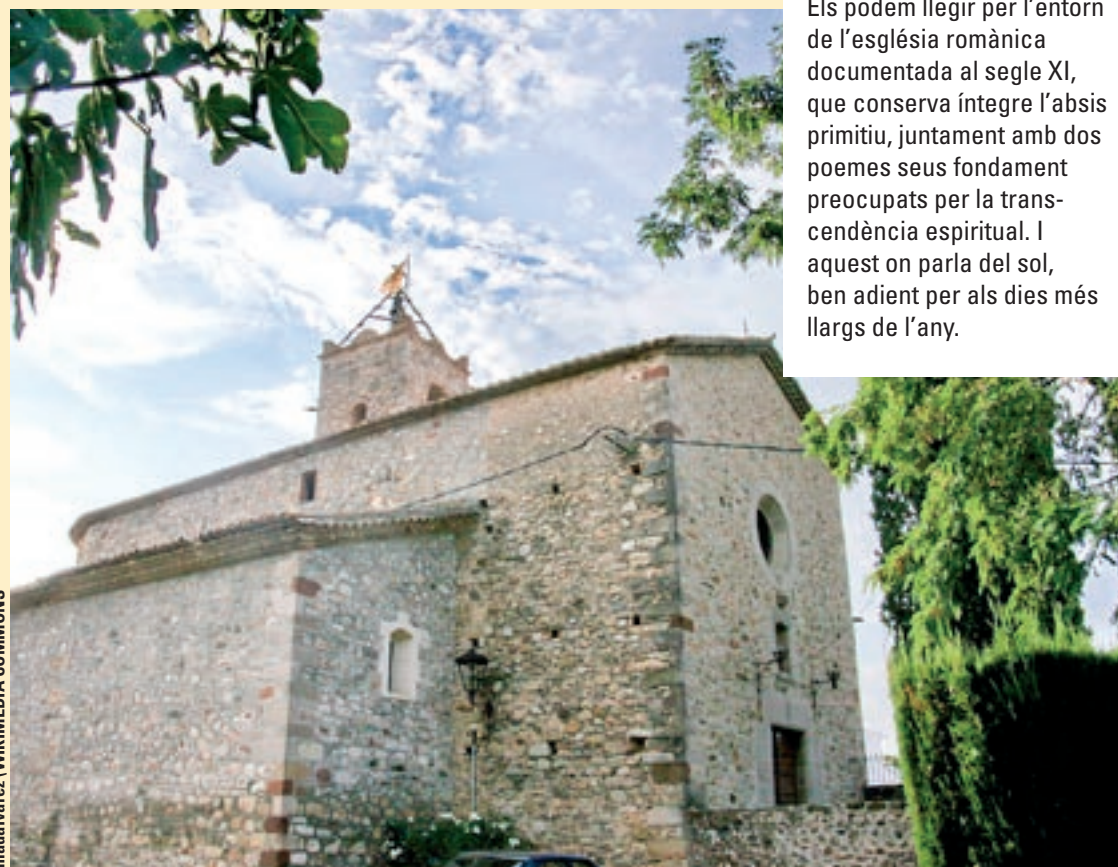 Els podem llegir per l’entorn
de l’església romànica
documentada al segle XI,
que conserva íntegre l’absis
primitiu, juntament amb dos
poemes seus fondament
preocupats per la trans-
cendència espiritual. I
aquest on parla del sol,
ben adient per als dies més
llargs de l’any.
(WIKIMEDIA COMMONS